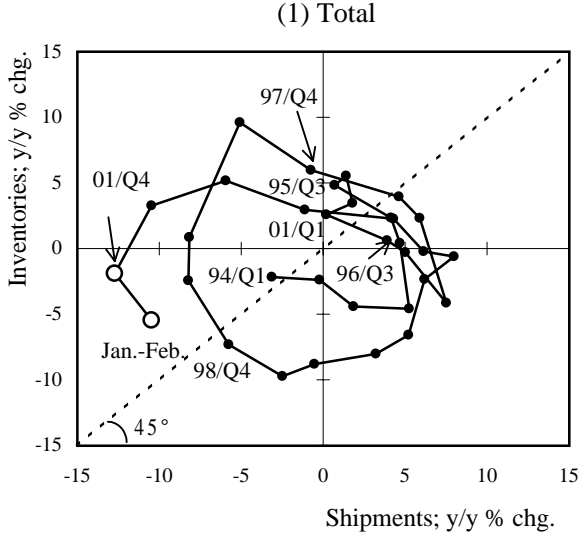 (1) Total
Inventories; y/y % chg.
15
10
5
0
-5
-10
-15
97/Q4
01/Q4
95/Q3
01/Q1
94/Q1
96/Q3
Jan.-Feb.
98/Q4
45°
-15
-10
-5
0
5
10
15
Shipments; y/y % chg.